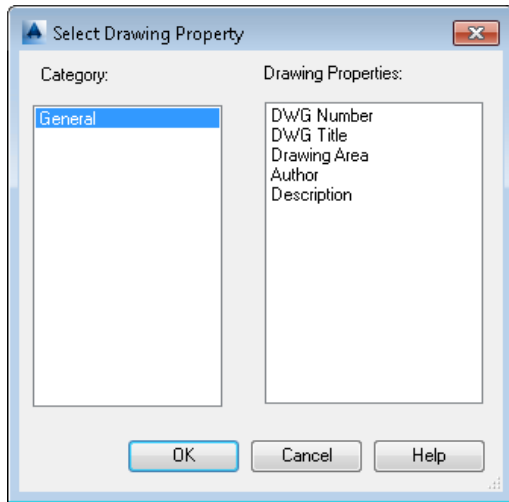 Select Drawing Property
Category:
Drawing Properties:
General
DWG Number
DWG Title
Drawing Area
Author
Description
OK
Cancel
Help